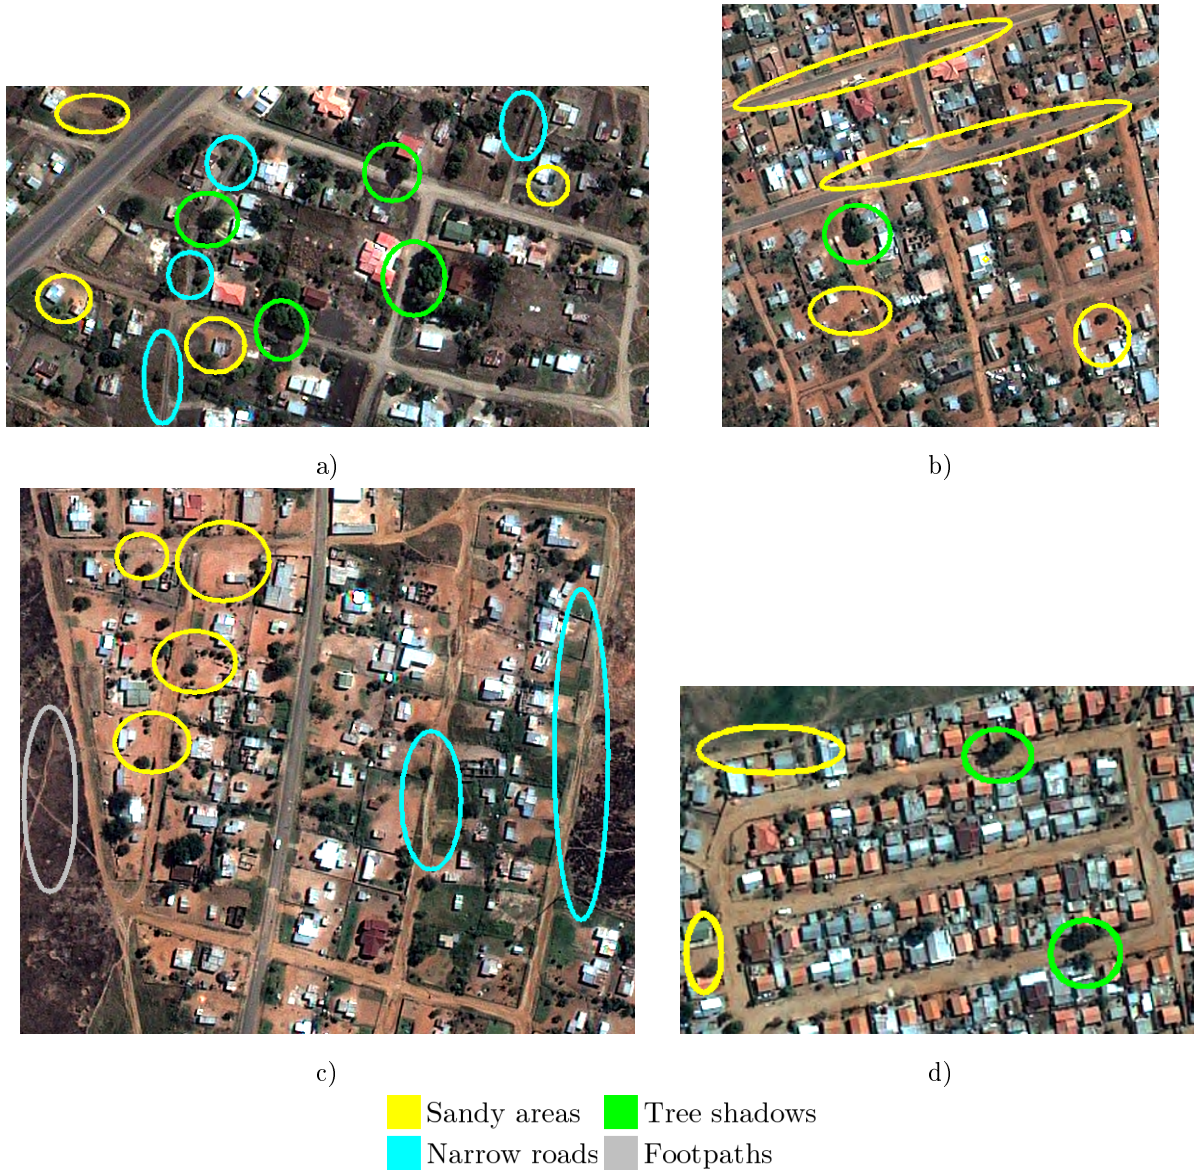 a)
b)
c)
d)
Sandy areas
Tree shadows
Narrow roads
Footpaths